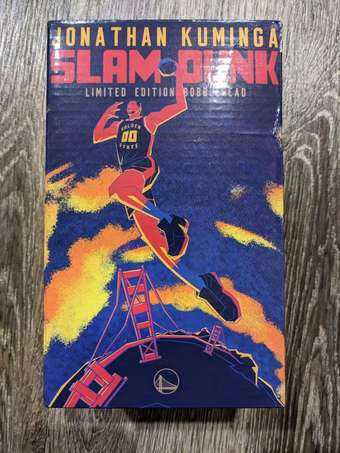 JONATHAN KUMINGA
SLAM DUNK
LIMITED EDITION BOBBLEHEAD
GOLDEN
00
STATE